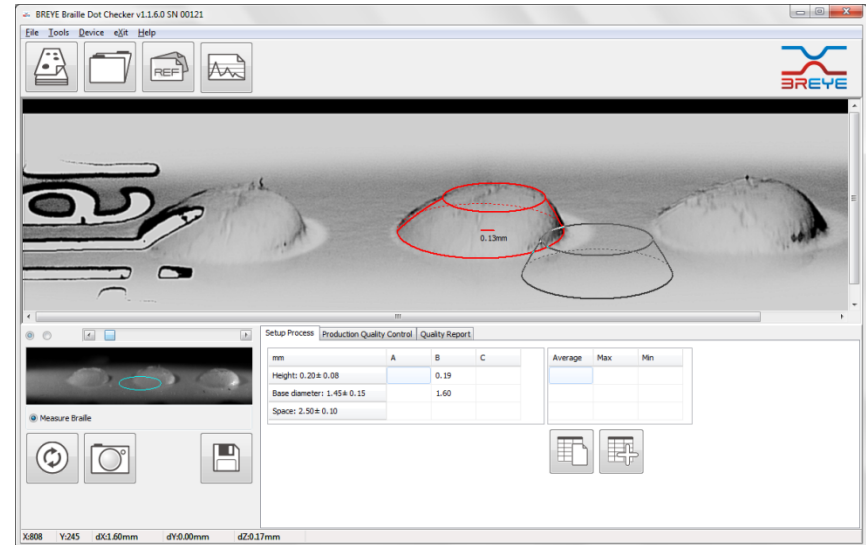 BREYE Braille Dot Checker v1.1.6.0 SN 00121
File Tools Device eXit Help
REF
BREYE
0.13mm
Setup Process Production Quality Control Quality Report
mm A B C Average Max Min
Height: 0.20± 0.08 0.19
Base diameter: 1.45± 0.15 1.60
Space: 2.50± 0.10
Measure Braille
X:808 Y:245 dX:1.60mm dY:0.00mm dZ:0.17mm